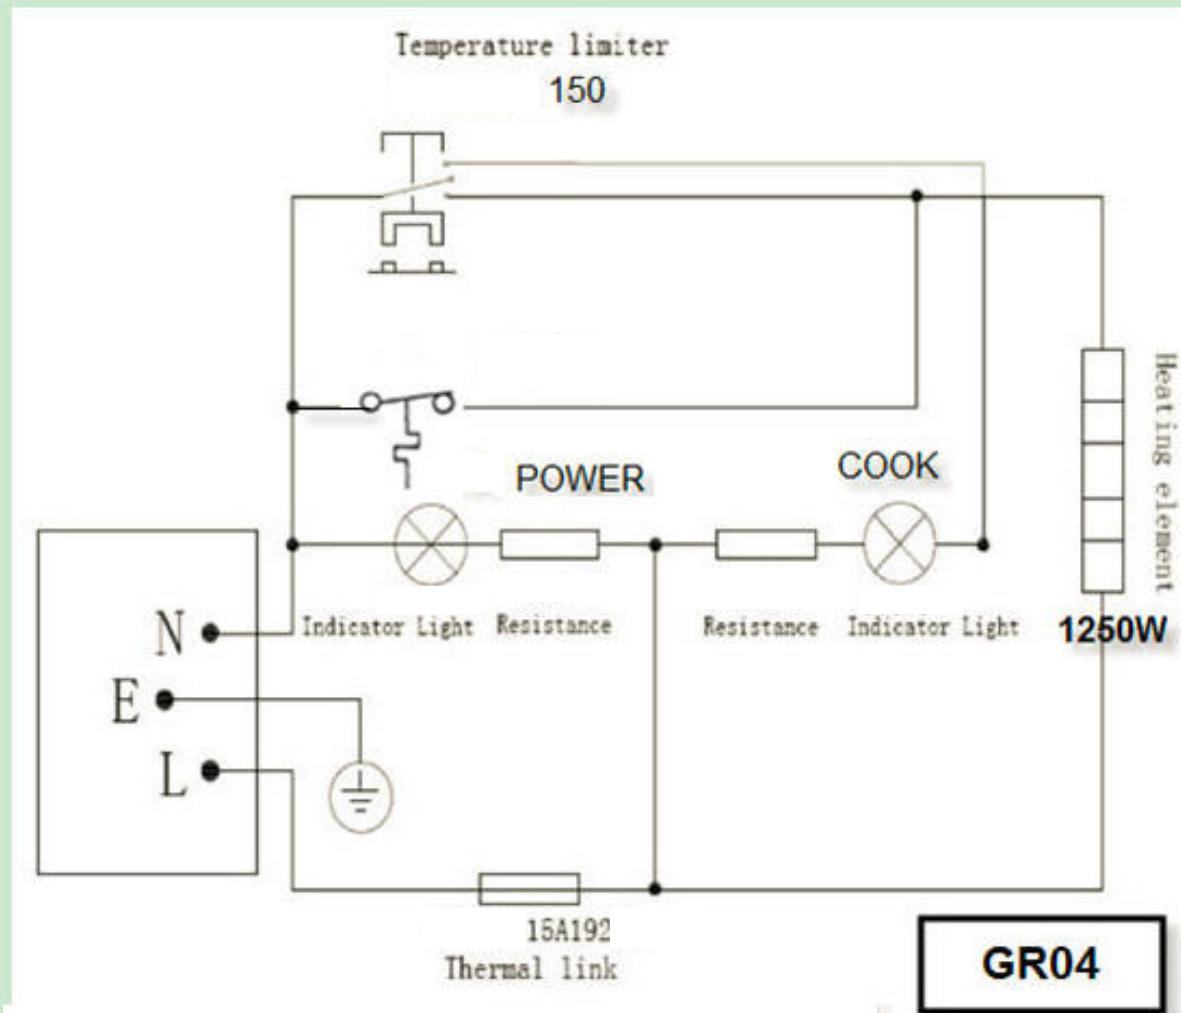 Temperature limiter
150
POWER
COOK
Heating element
1250W
Indicator Light
Resistance
Resistance
Indicator Light
N
E
L
15A192
Thermal link
GR04